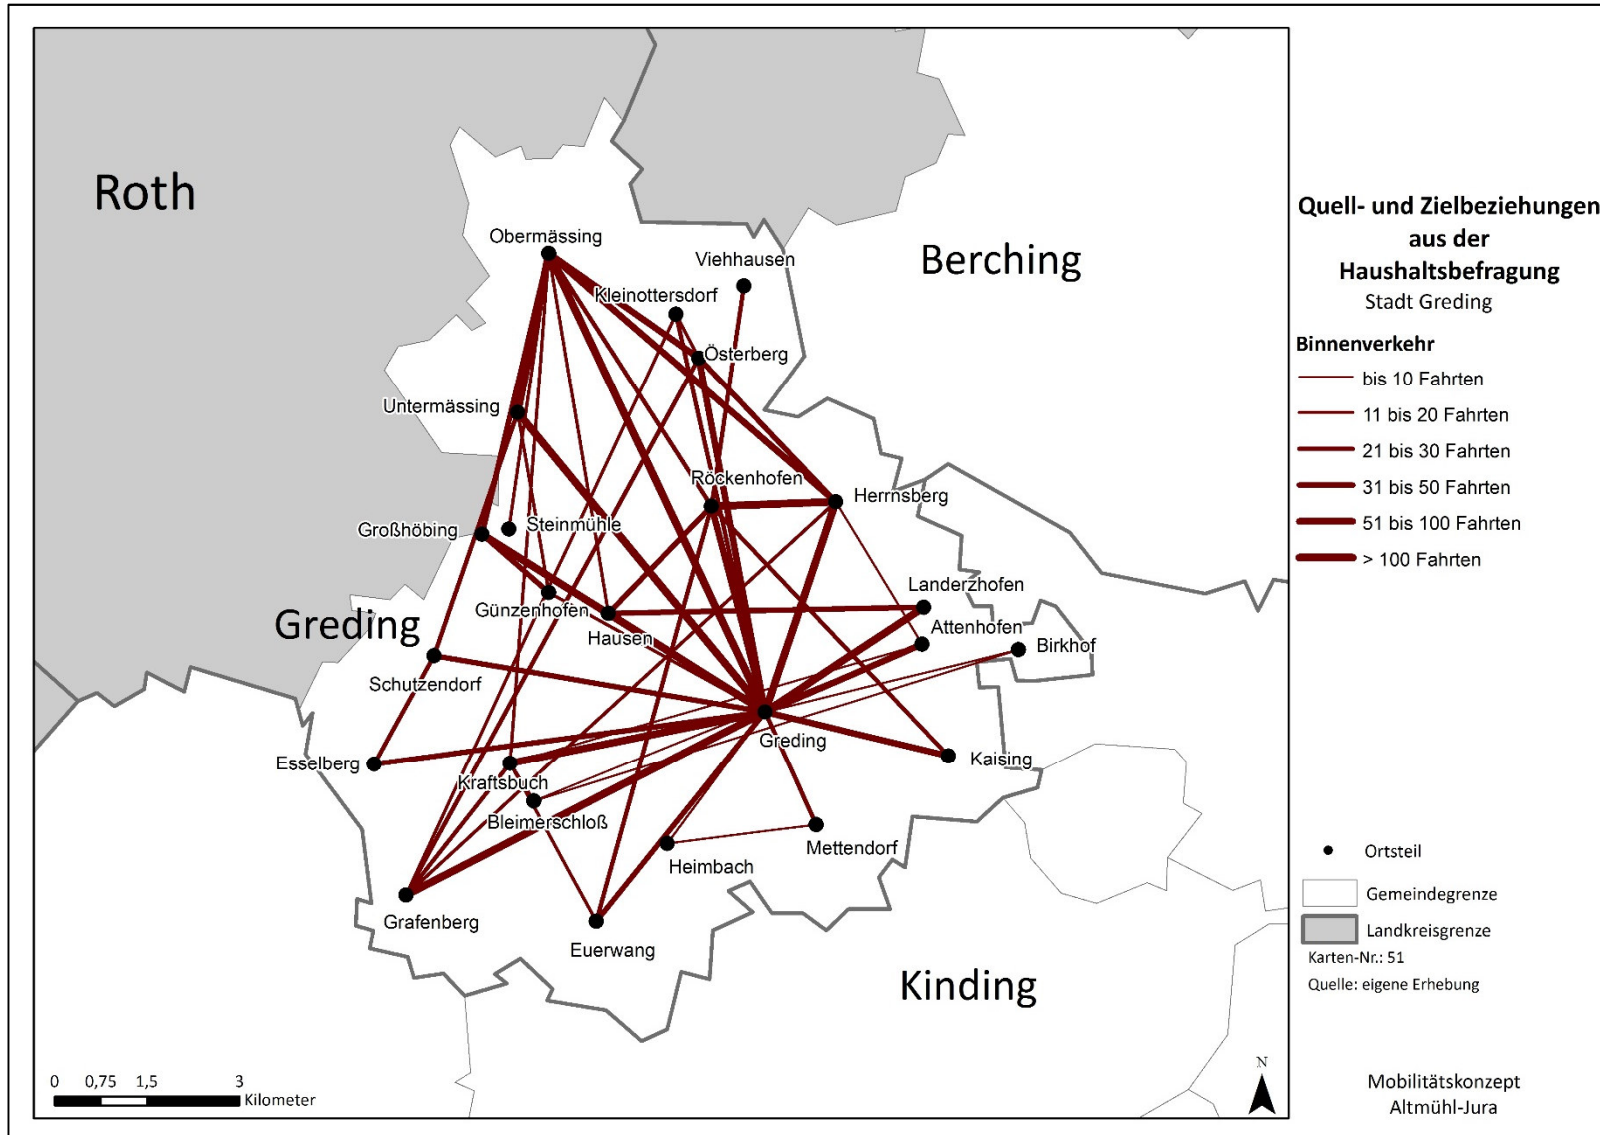 Roth
Berching
Greding
Kinding
Obermässing
Viehhausen
Kleinottersdorf
Österberg
Untermässing
Röckenhofen
Herrnsberg
Großhöbing
Steinmühle
Günzenhofen
Hausen
Landerzhofen
Attenhofen
Birkhof
Schutzendorf
Greding
Esselberg
Kraftsbuch
Kaising
Bleimerschloß
Mettendorf
Heimbach
Grafenberg
Euerwang
0 0,75 1,5 3
Kilometer
N
Quell- und Zielbeziehungen
aus der
Haushaltsbefragung
Stadt Greding
Binnenverkehr
bis 10 Fahrten
11 bis 20 Fahrten
21 bis 30 Fahrten
31 bis 50 Fahrten
51 bis 100 Fahrten
> 100 Fahrten
Ortsteil
Gemeindegrenze
Landkreisgrenze
Karten-Nr.: 51
Quelle: eigene Erhebung
Mobilitätskonzept
Altmühl-Jura